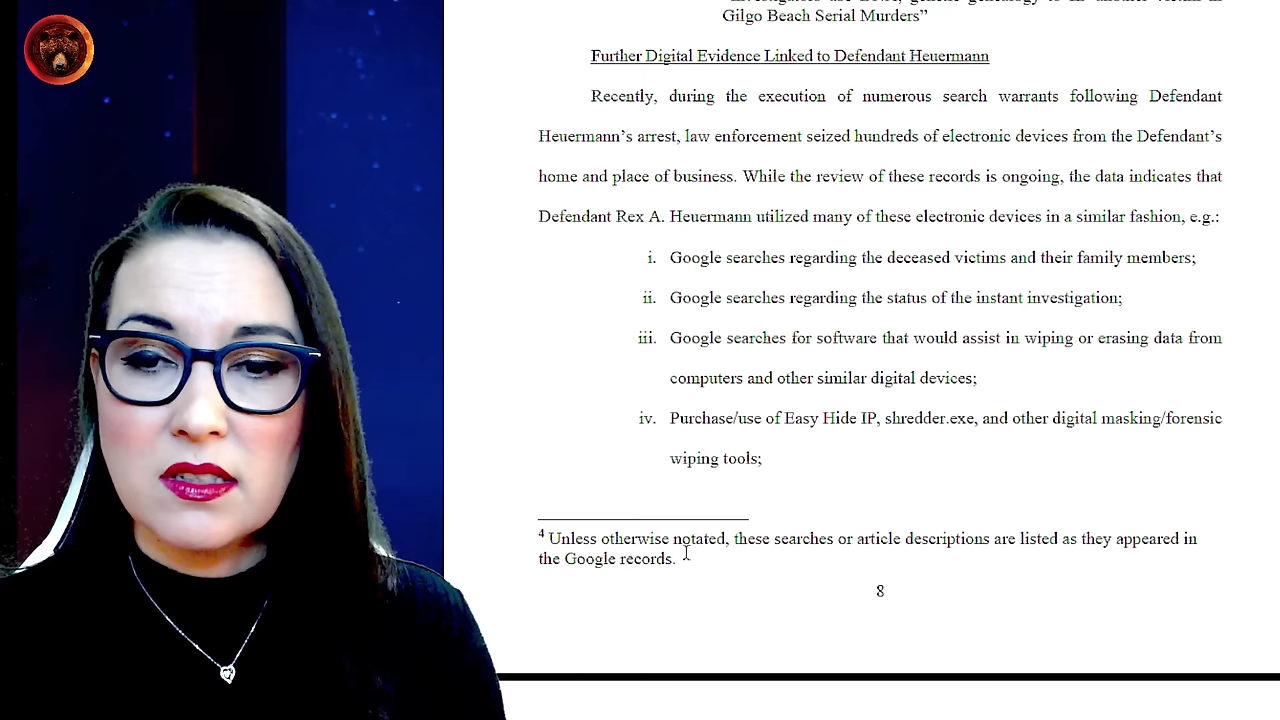 Gilgo Beach Serial Murders”
Further Digital Evidence Linked to Defendant Heuermann
Recently, during the execution of numerous search warrants following Defendant
Heuermann’s arrest, law enforcement seized hundreds of electronic devices from the Defendant’s
home and place of business. While the review of these records is ongoing, the data indicates that
Defendant Rex A. Heuermann utilized many of these electronic devices in a similar fashion, e.g.:
i. Google searches regarding the deceased victims and their family members;
ii. Google searches regarding the status of the instant investigation;
iii. Google searches for software that would assist in wiping or erasing data from
computers and other similar digital devices;
iv. Purchase/use of Easy Hide IP, shredder.exe, and other digital masking/forensic
wiping tools;
4 Unless otherwise notated, these searches or article descriptions are listed as they appeared in
the Google records.
8